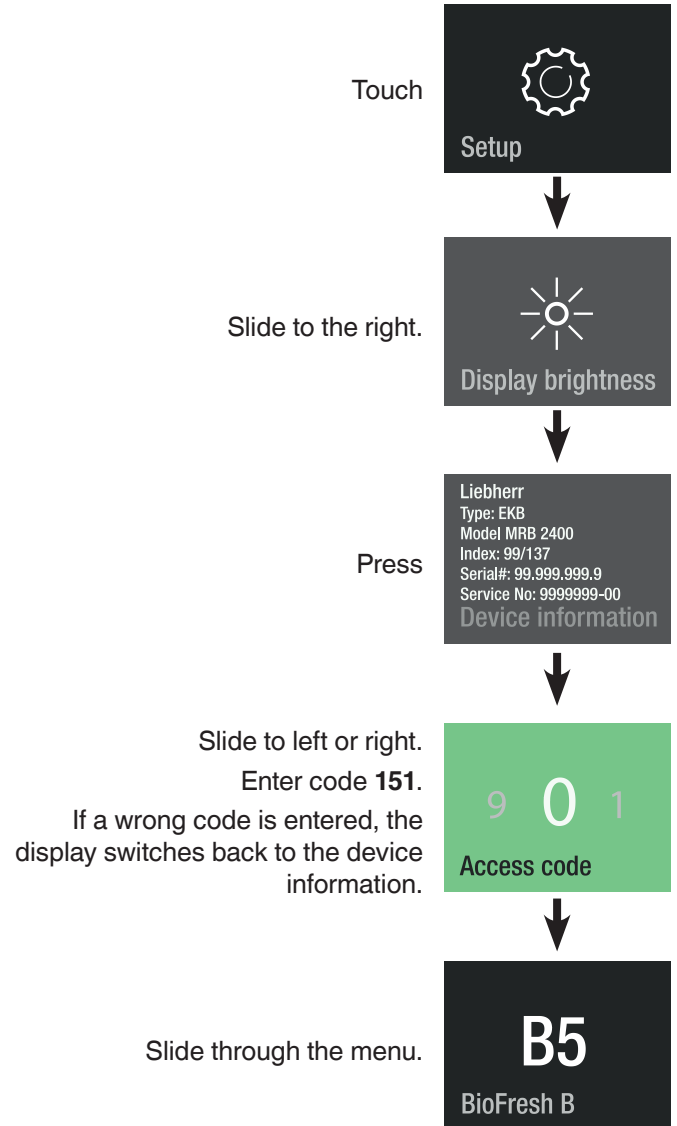 Touch
Setup
Slide to the right.
Display brightness
Press
Liebherr
Type: EKB
Model MRB 2400
Index: 99/137
Serial#: 99.999.999.9
Service No: 9999999-00
Device information
Slide to left or right.
Enter code 151.
If a wrong code is entered, the
display switches back to the device
information.
9 0 1
Access code
Slide through the menu.
B5
BioFresh B